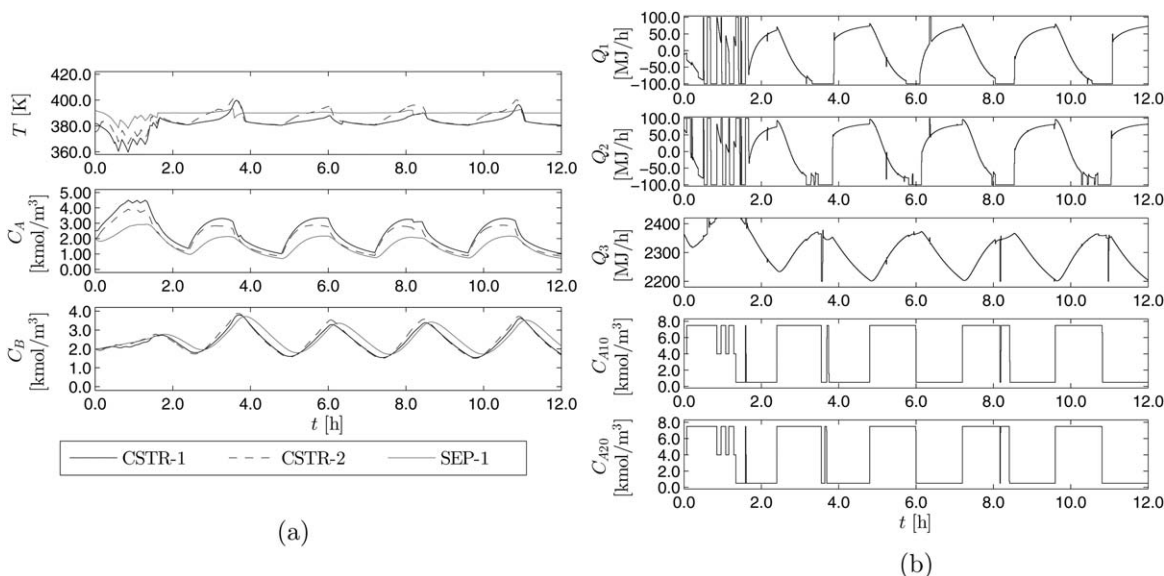 420.0
400.0
380.0
360.0
T [K]
0.0 2.0 4.0 6.0 8.0 10.0 12.0
5.00
4.00
3.00
2.00
1.00
0.00
C_A
[kmol/m³]
0.0 2.0 4.0 6.0 8.0 10.0 12.0
4.0
3.0
2.0
1.0
0.0
C_B
[kmol/m³]
0.0 2.0 4.0 6.0 8.0 10.0 12.0
t [h]
CSTR-1 CSTR-2 SEP-1
(a)
100.0
50.0
0.0
−50.0
−100.0
Q₁
[MJ/h]
0.0 2.0 4.0 6.0 8.0 10.0 12.0
100.0
50.0
0.0
−50.0
−100.0
Q₂
[MJ/h]
0.0 2.0 4.0 6.0 8.0 10.0 12.0
2400
2300
2200
Q₃
[MJ/h]
0.0 2.0 4.0 6.0 8.0 10.0 12.0
8.0
6.0
4.0
2.0
0.0
C_A10
[kmol/m³]
0.0 2.0 4.0 6.0 8.0 10.0 12.0
8.0
6.0
4.0
2.0
0.0
C_A20
[kmol/m³]
0.0 2.0 4.0 6.0 8.0 10.0 12.0
t [h]
(b)